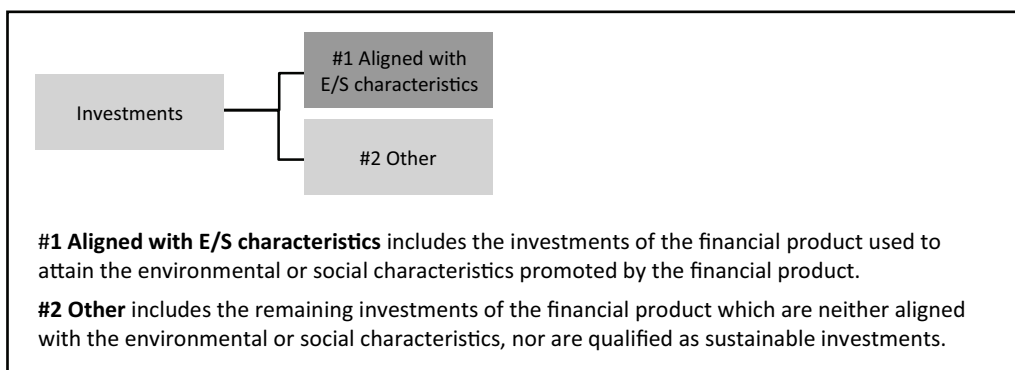 #1 Aligned with
E/S characteristics
Investments
#2 Other
#1 Aligned with E/S characteristics includes the investments of the financial product used to
attain the environmental or social characteristics promoted by the financial product.
#2 Other includes the remaining investments of the financial product which are neither aligned
with the environmental or social characteristics, nor are qualified as sustainable investments.